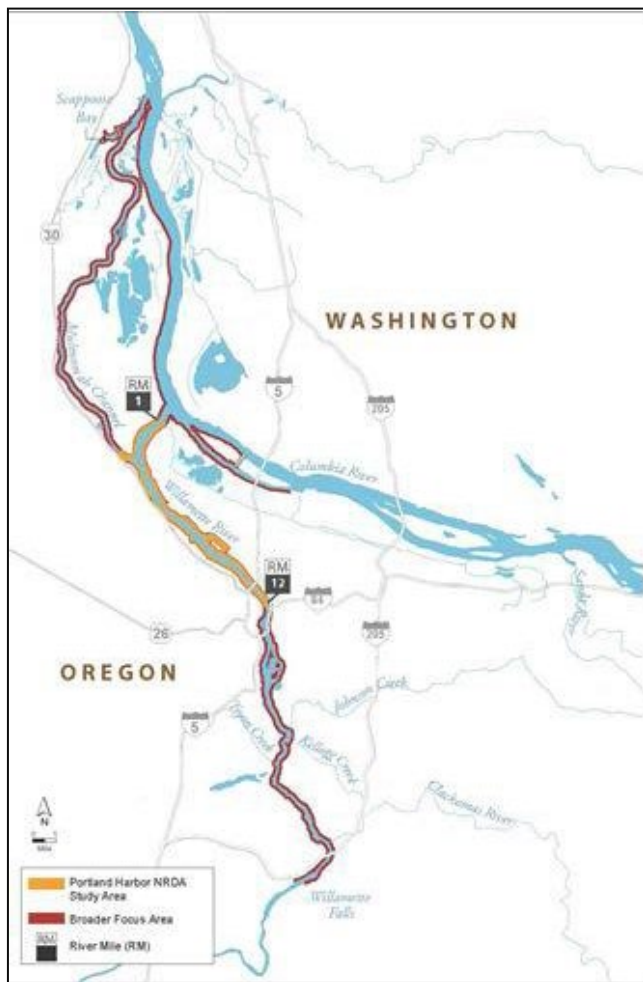 Scappoose
Bay
30
WASHINGTON
Multnomah Channel
RM
1
5
205
Columbia River
Willamette River
RM
12
84
Sandy River
26
OREGON
205
Johnson Creek
5
Tryon Creek
Kellogg Creek
Clackamas River
N
Willamette
Falls
Portland Harbor NRDA
Study Area
Broader Focus Area
RM
River Mile (RM)